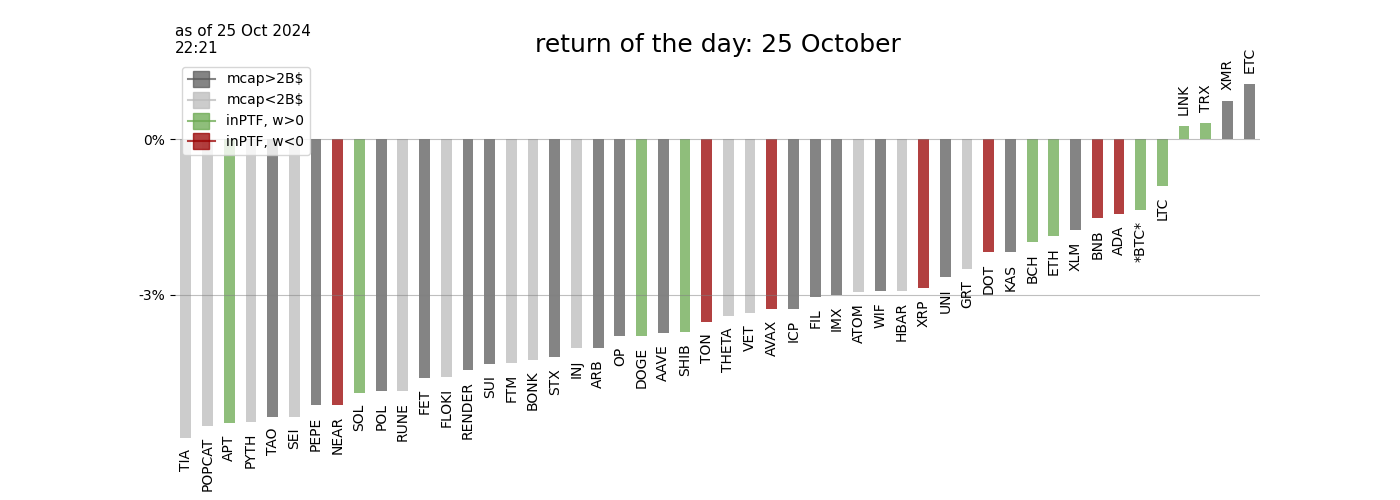 as of 25 Oct 2024
22:21
return of the day: 25 October
mcap>2B$
mcap<2B$
inPTF, w>0
inPTF, w<0
0%
-3%
TIA
POPCAT
APT
PYTH
TAO
SEI
PEPE
NEAR
SOL
POL
RUNE
FET
FLOKI
RENDER
SUI
FTM
BONK
STX
INJ
ARB
OP
DOGE
AAVE
SHIB
TON
THETA
VET
AVAX
ICP
FIL
IMX
ATOM
WIF
HBAR
XRP
UNI
GRT
DOT
KAS
BCH
ETH
XLM
BNB
ADA
*BTC*
LTC
LINK
TRX
XMR
ETC